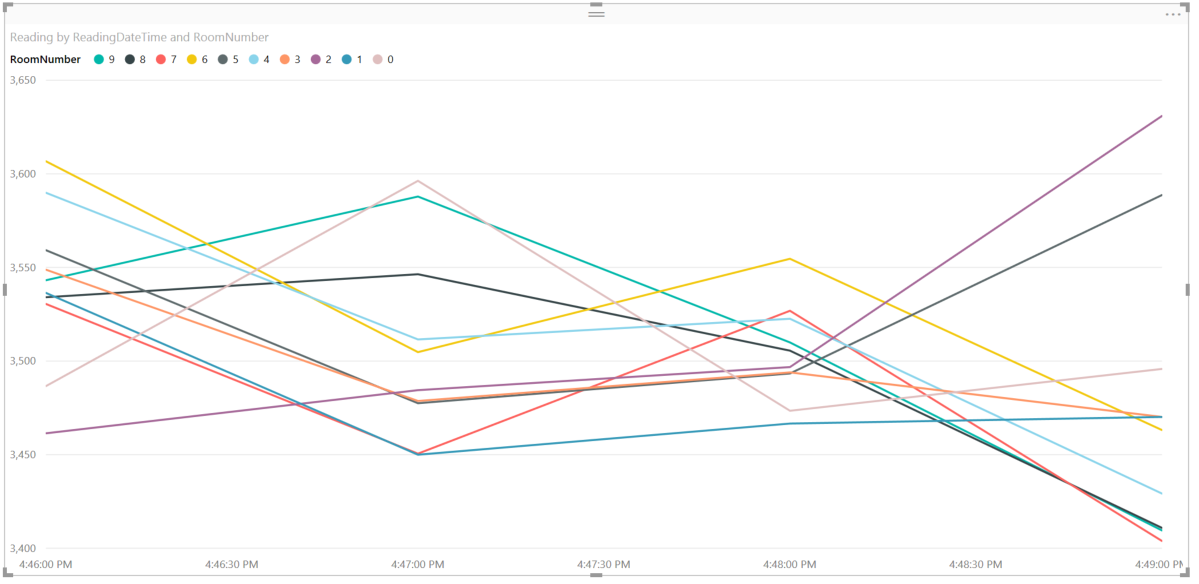 Reading by ReadingDateTime and RoomNumber
RoomNumber 9 8 7 6 5 4 3 2 1 0
3,650
3,600
3,550
3,500
3,450
3,400
4:46:00 PM 4:46:30 PM 4:47:00 PM 4:47:30 PM 4:48:00 PM 4:48:30 PM 4:49:00 PM